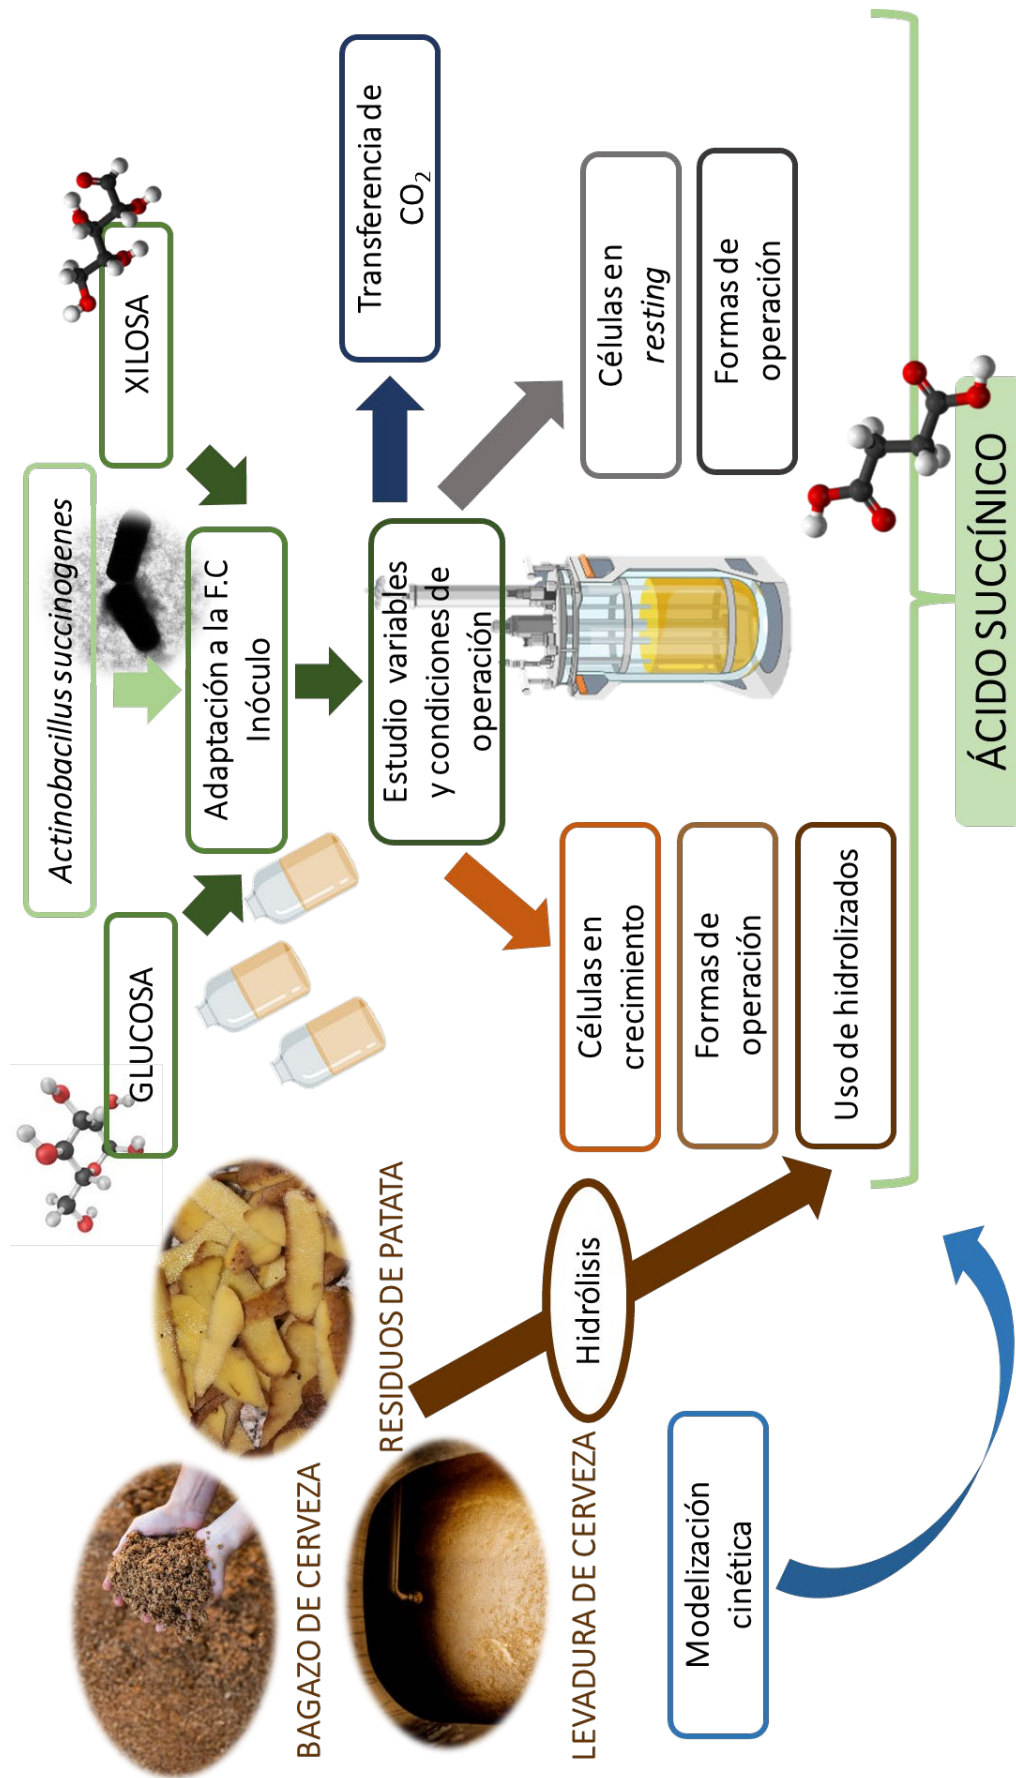 Actinobacillus succinogenes
GLUCOSA
XILOSA
Adaptación a la F.C
Inóculo
Estudio variables
y condiciones de
operación
Transferencia de
CO₂
BAGAZO DE CERVEZA
RESIDUOS DE PATATA
LEVADURA DE CERVEZA
Hidrólisis
Células en
crecimiento
Formas de
operación
Uso de hidrolizados
Células en
resting
Formas de
operación
Modelización
cinética
ÁCIDO SUCCÍNICO